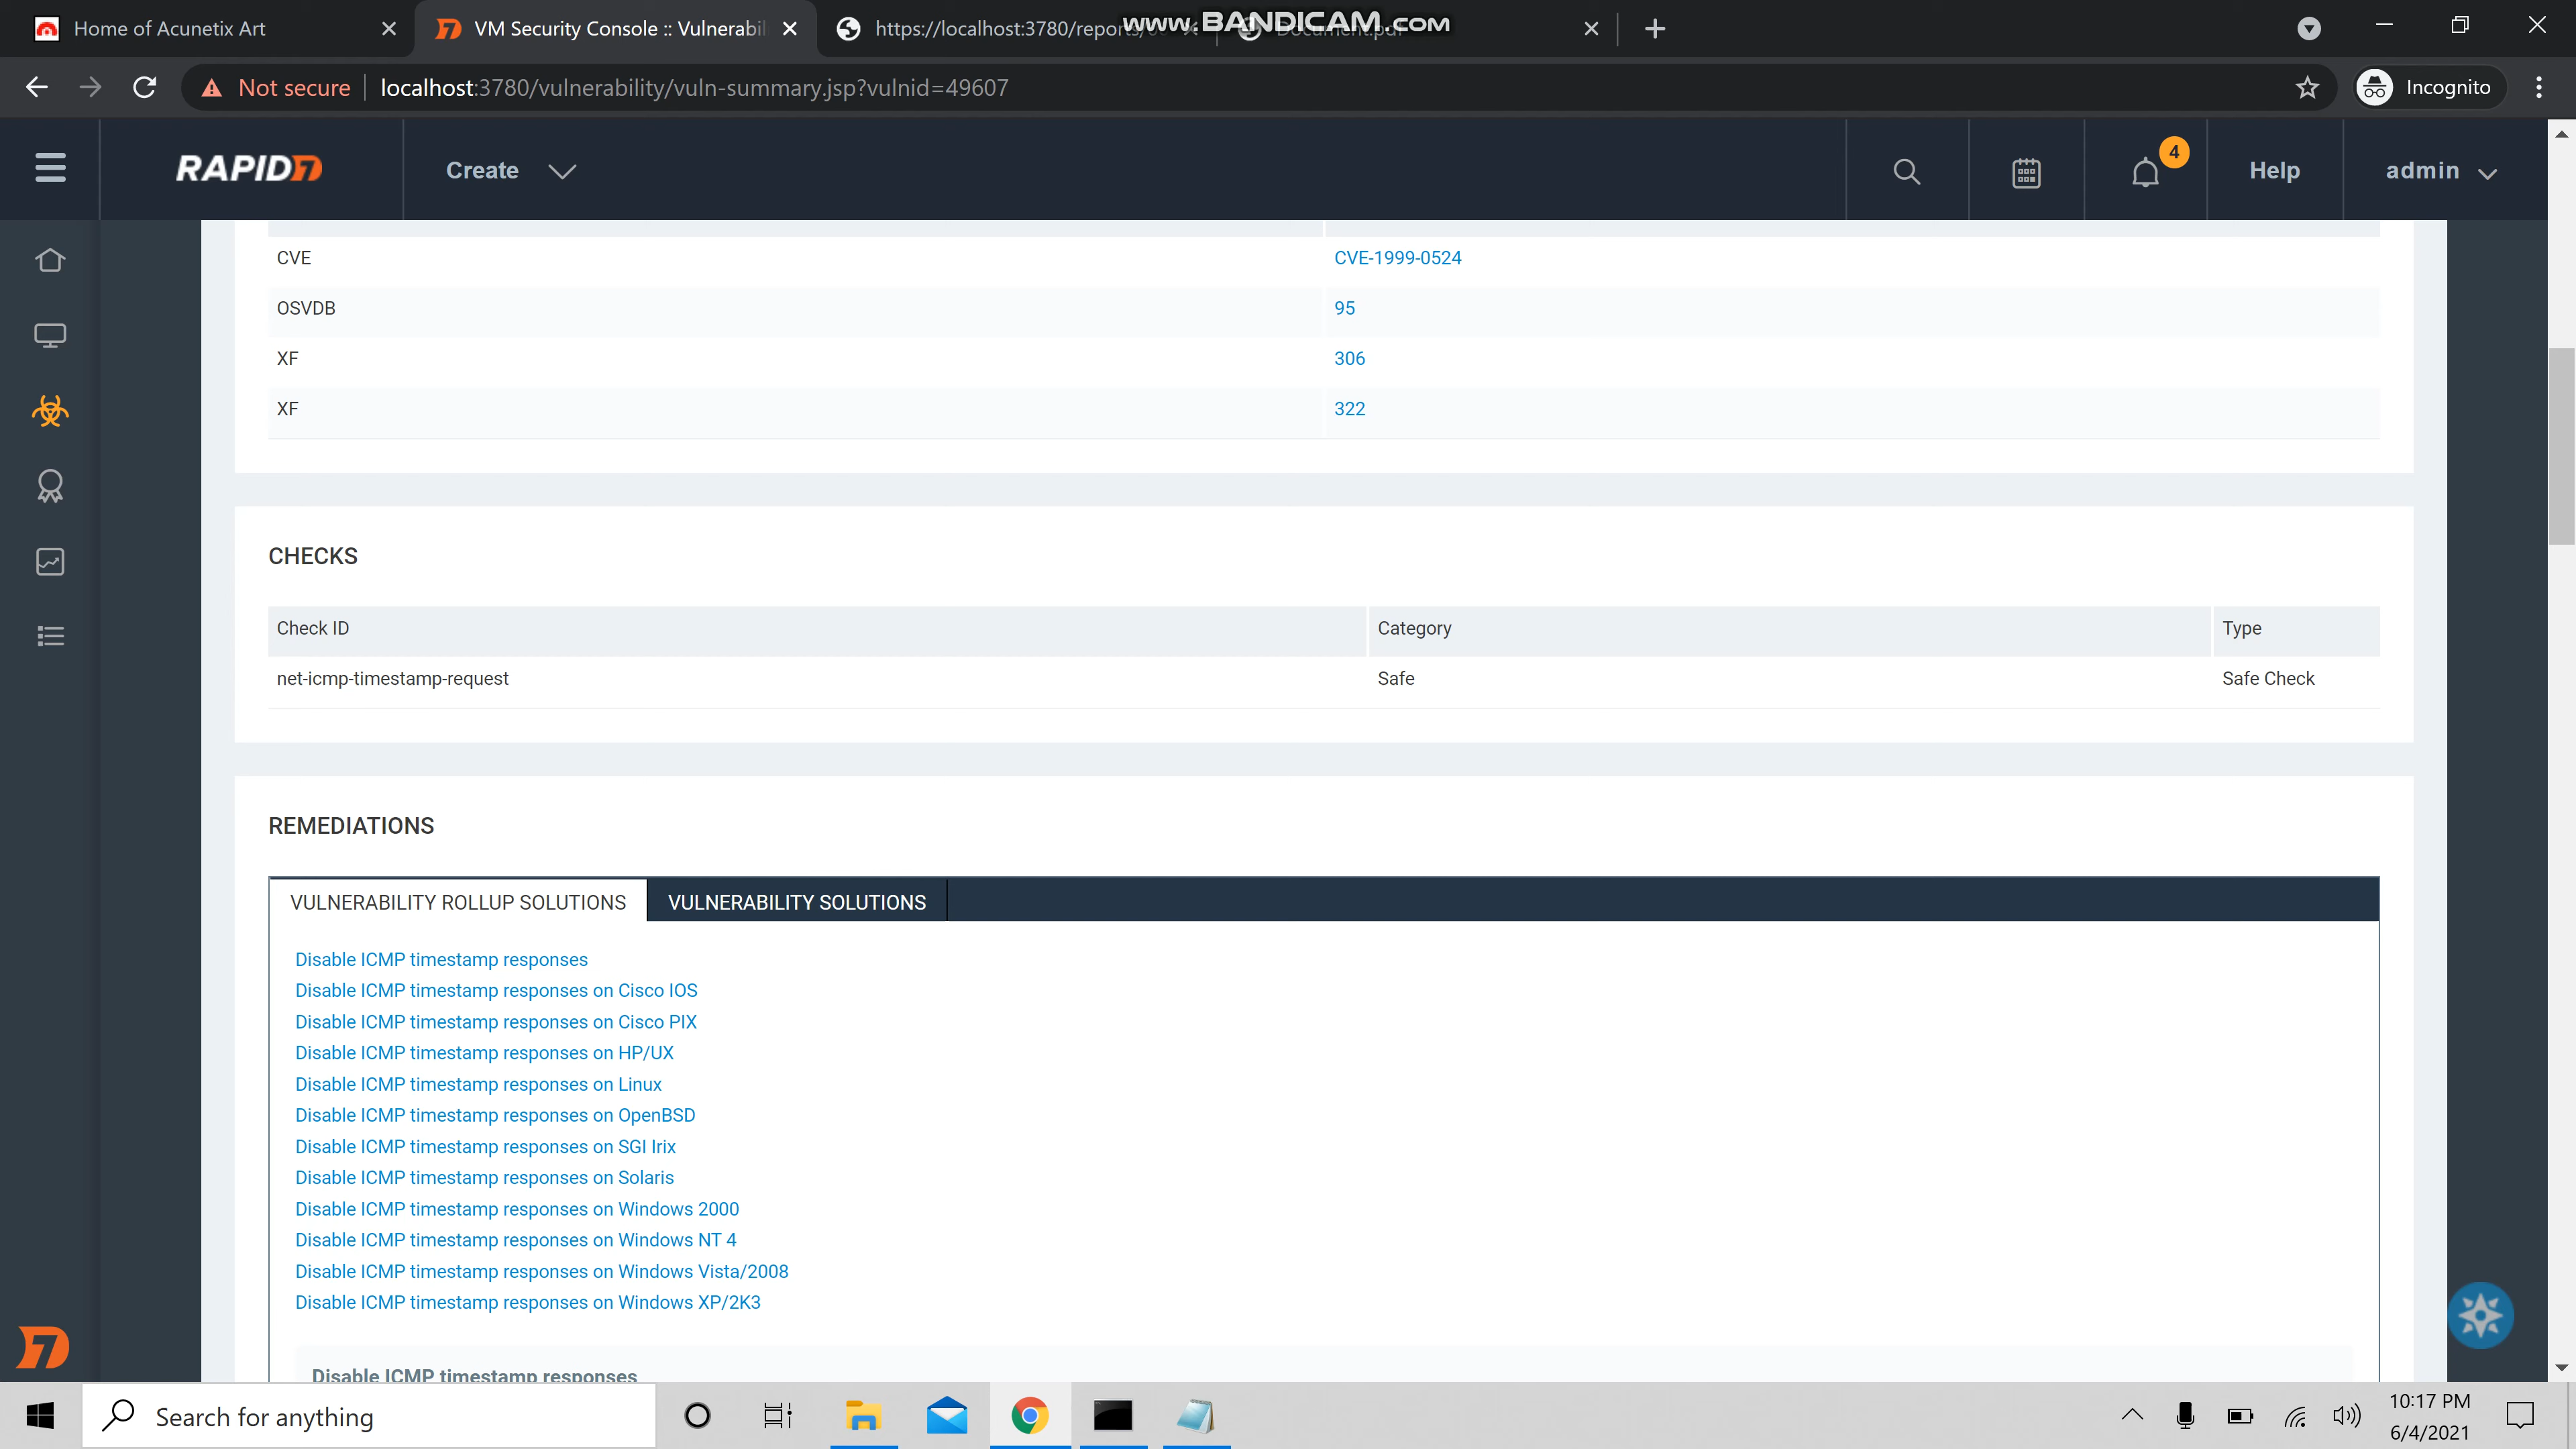 Home of Acunetix Art
VM Security Console :: Vulnerabil
https://localhost:3780/reports/
Document.pdf
www.BANDICAM.com
Not secure
localhost:3780/vulnerability/vuln-summary.jsp?vulnid=49607
Incognito
RAPID7
Create
4
Help
admin
CVE
CVE-1999-0524
OSVDB
95
XF
306
XF
322
CHECKS
Check ID
Category
Type
net-icmp-timestamp-request
Safe
Safe Check
REMEDIATIONS
VULNERABILITY ROLLUP SOLUTIONS
VULNERABILITY SOLUTIONS
Disable ICMP timestamp responses
Disable ICMP timestamp responses on Cisco IOS
Disable ICMP timestamp responses on Cisco PIX
Disable ICMP timestamp responses on HP/UX
Disable ICMP timestamp responses on Linux
Disable ICMP timestamp responses on OpenBSD
Disable ICMP timestamp responses on SGI Irix
Disable ICMP timestamp responses on Solaris
Disable ICMP timestamp responses on Windows 2000
Disable ICMP timestamp responses on Windows NT 4
Disable ICMP timestamp responses on Windows Vista/2008
Disable ICMP timestamp responses on Windows XP/2K3
Disable ICMP timestamp responses
Search for anything
10:17 PM
6/4/2021